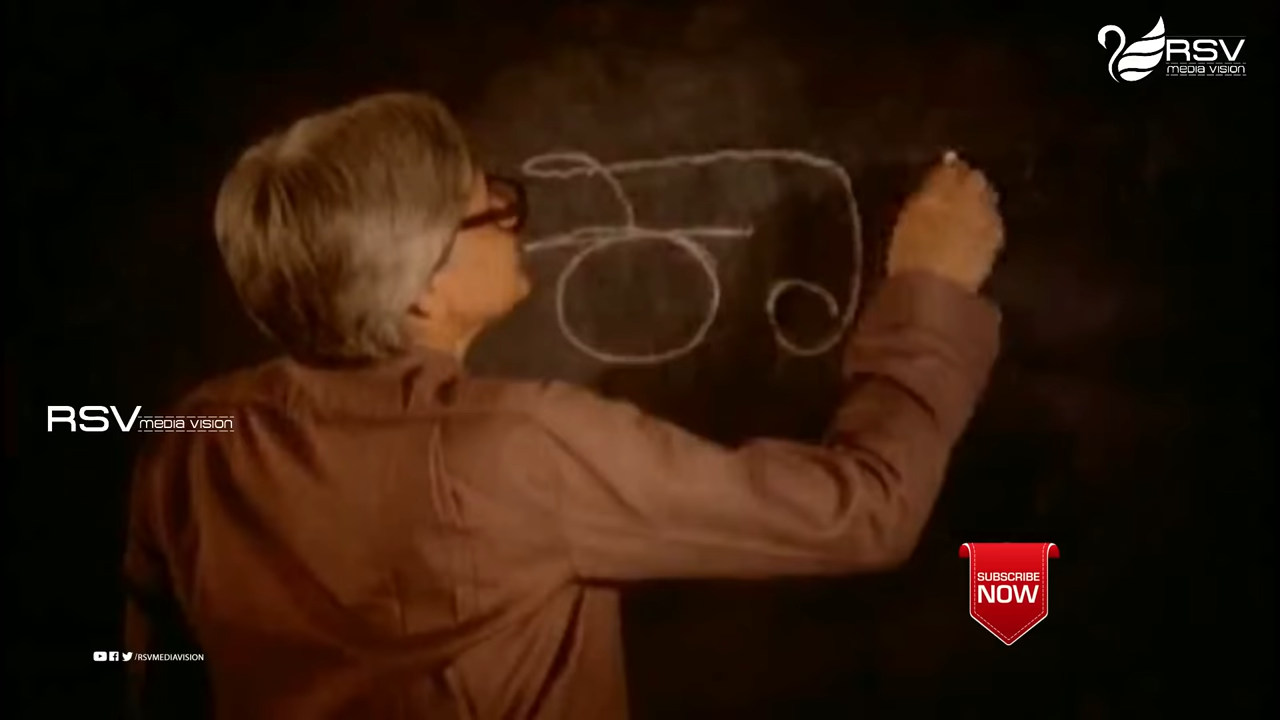 RSV
media vision
ಕಾ
RSV media vision
SUBSCRIBE
NOW
/RSVMEDIAVISION